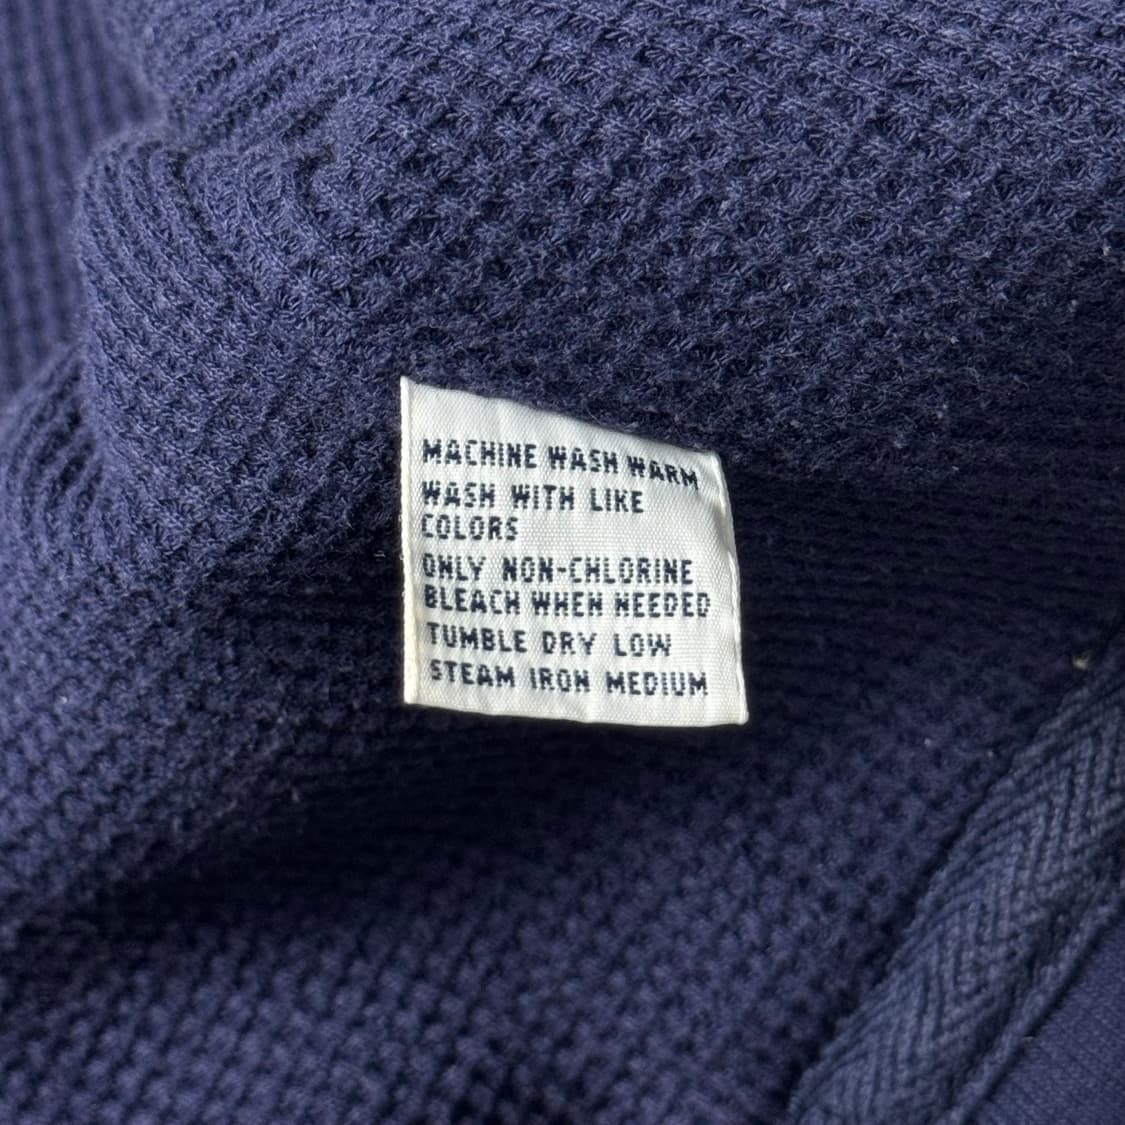 MACHINE WASH WARM
WASH WITH LIKE
COLORS
ONLY NON-CHLORINE
BLEACH WHEN NEEDED
TUMBLE DRY LOW
STEAM IRON MEDIUM